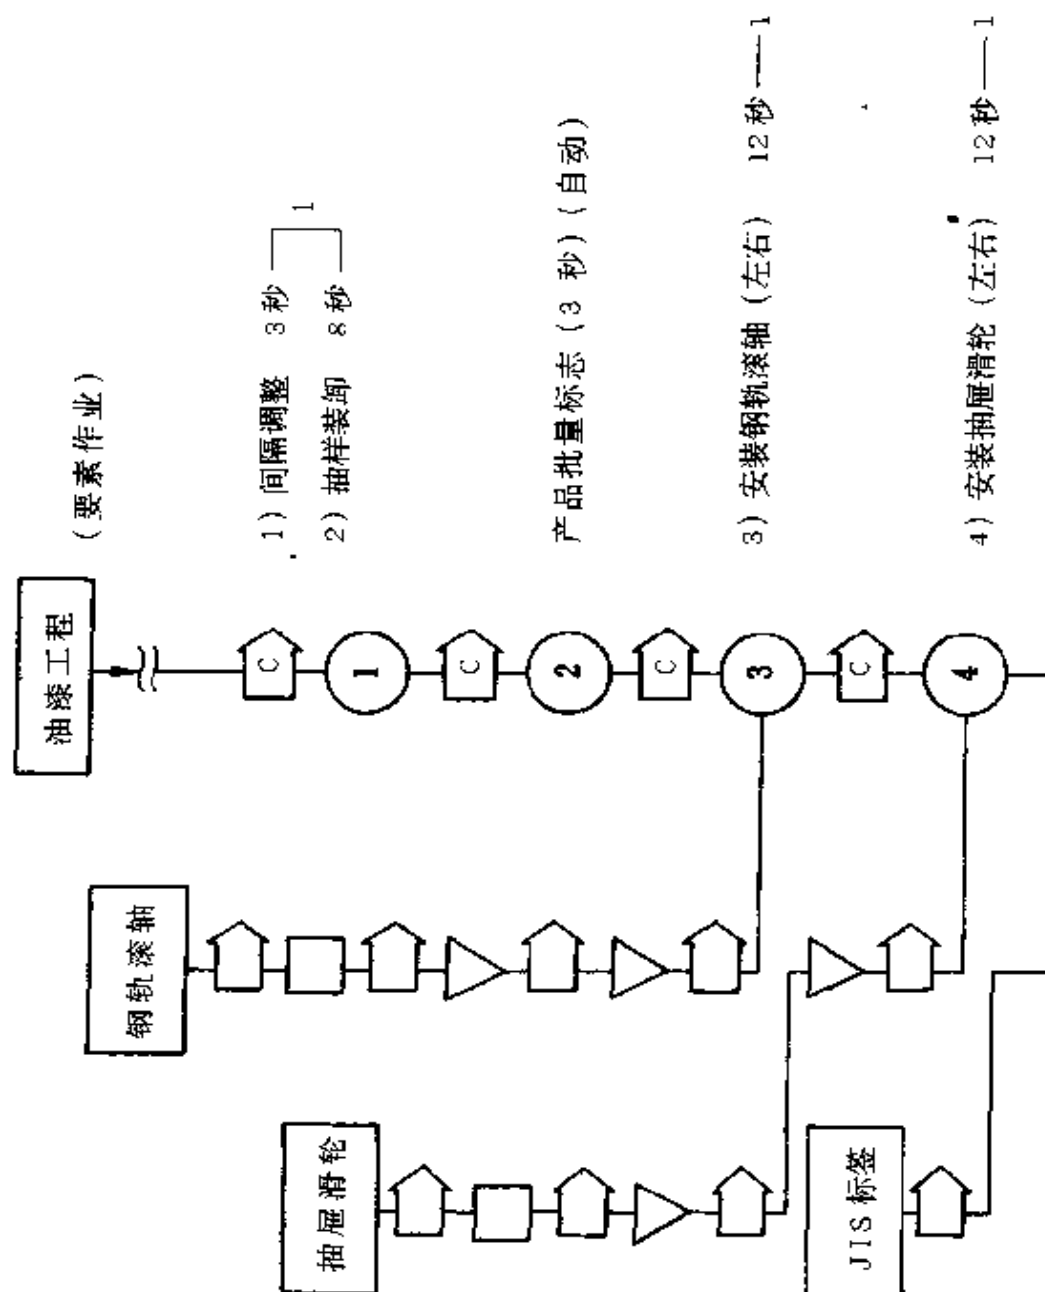 (要素作业)
油漆工程
C
1
C
2
C
3
C
4
1) 间隔调整 3秒
2) 抽样装卸 8秒
1
产品批量标志 (3 秒) (自动)
3) 安装钢轨滚轴 (左右) 12秒——1
4) 安装抽屉滑轮 (左右) 12秒——1
钢轨滚轴
抽屉滑轮
JIS标签